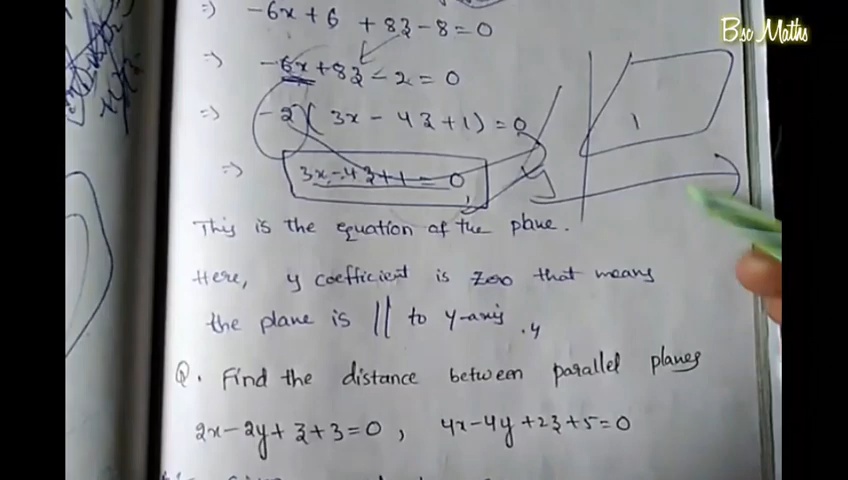 Bsc Maths
=) -6x + 6 + 8z - 8 = 0
=) -6x + 8z - 2 = 0
=) -2 ( 3x - 4z + 1 ) = 0
=) 3x - 4z + 1 = 0
This is the equation of the plane.
Here, y coefficient is zero that means
the plane is || to y-axis.
Q. Find the distance between parallel planes
2x - 2y + z + 3 = 0, 4x - 4y + 2z + 5 = 0